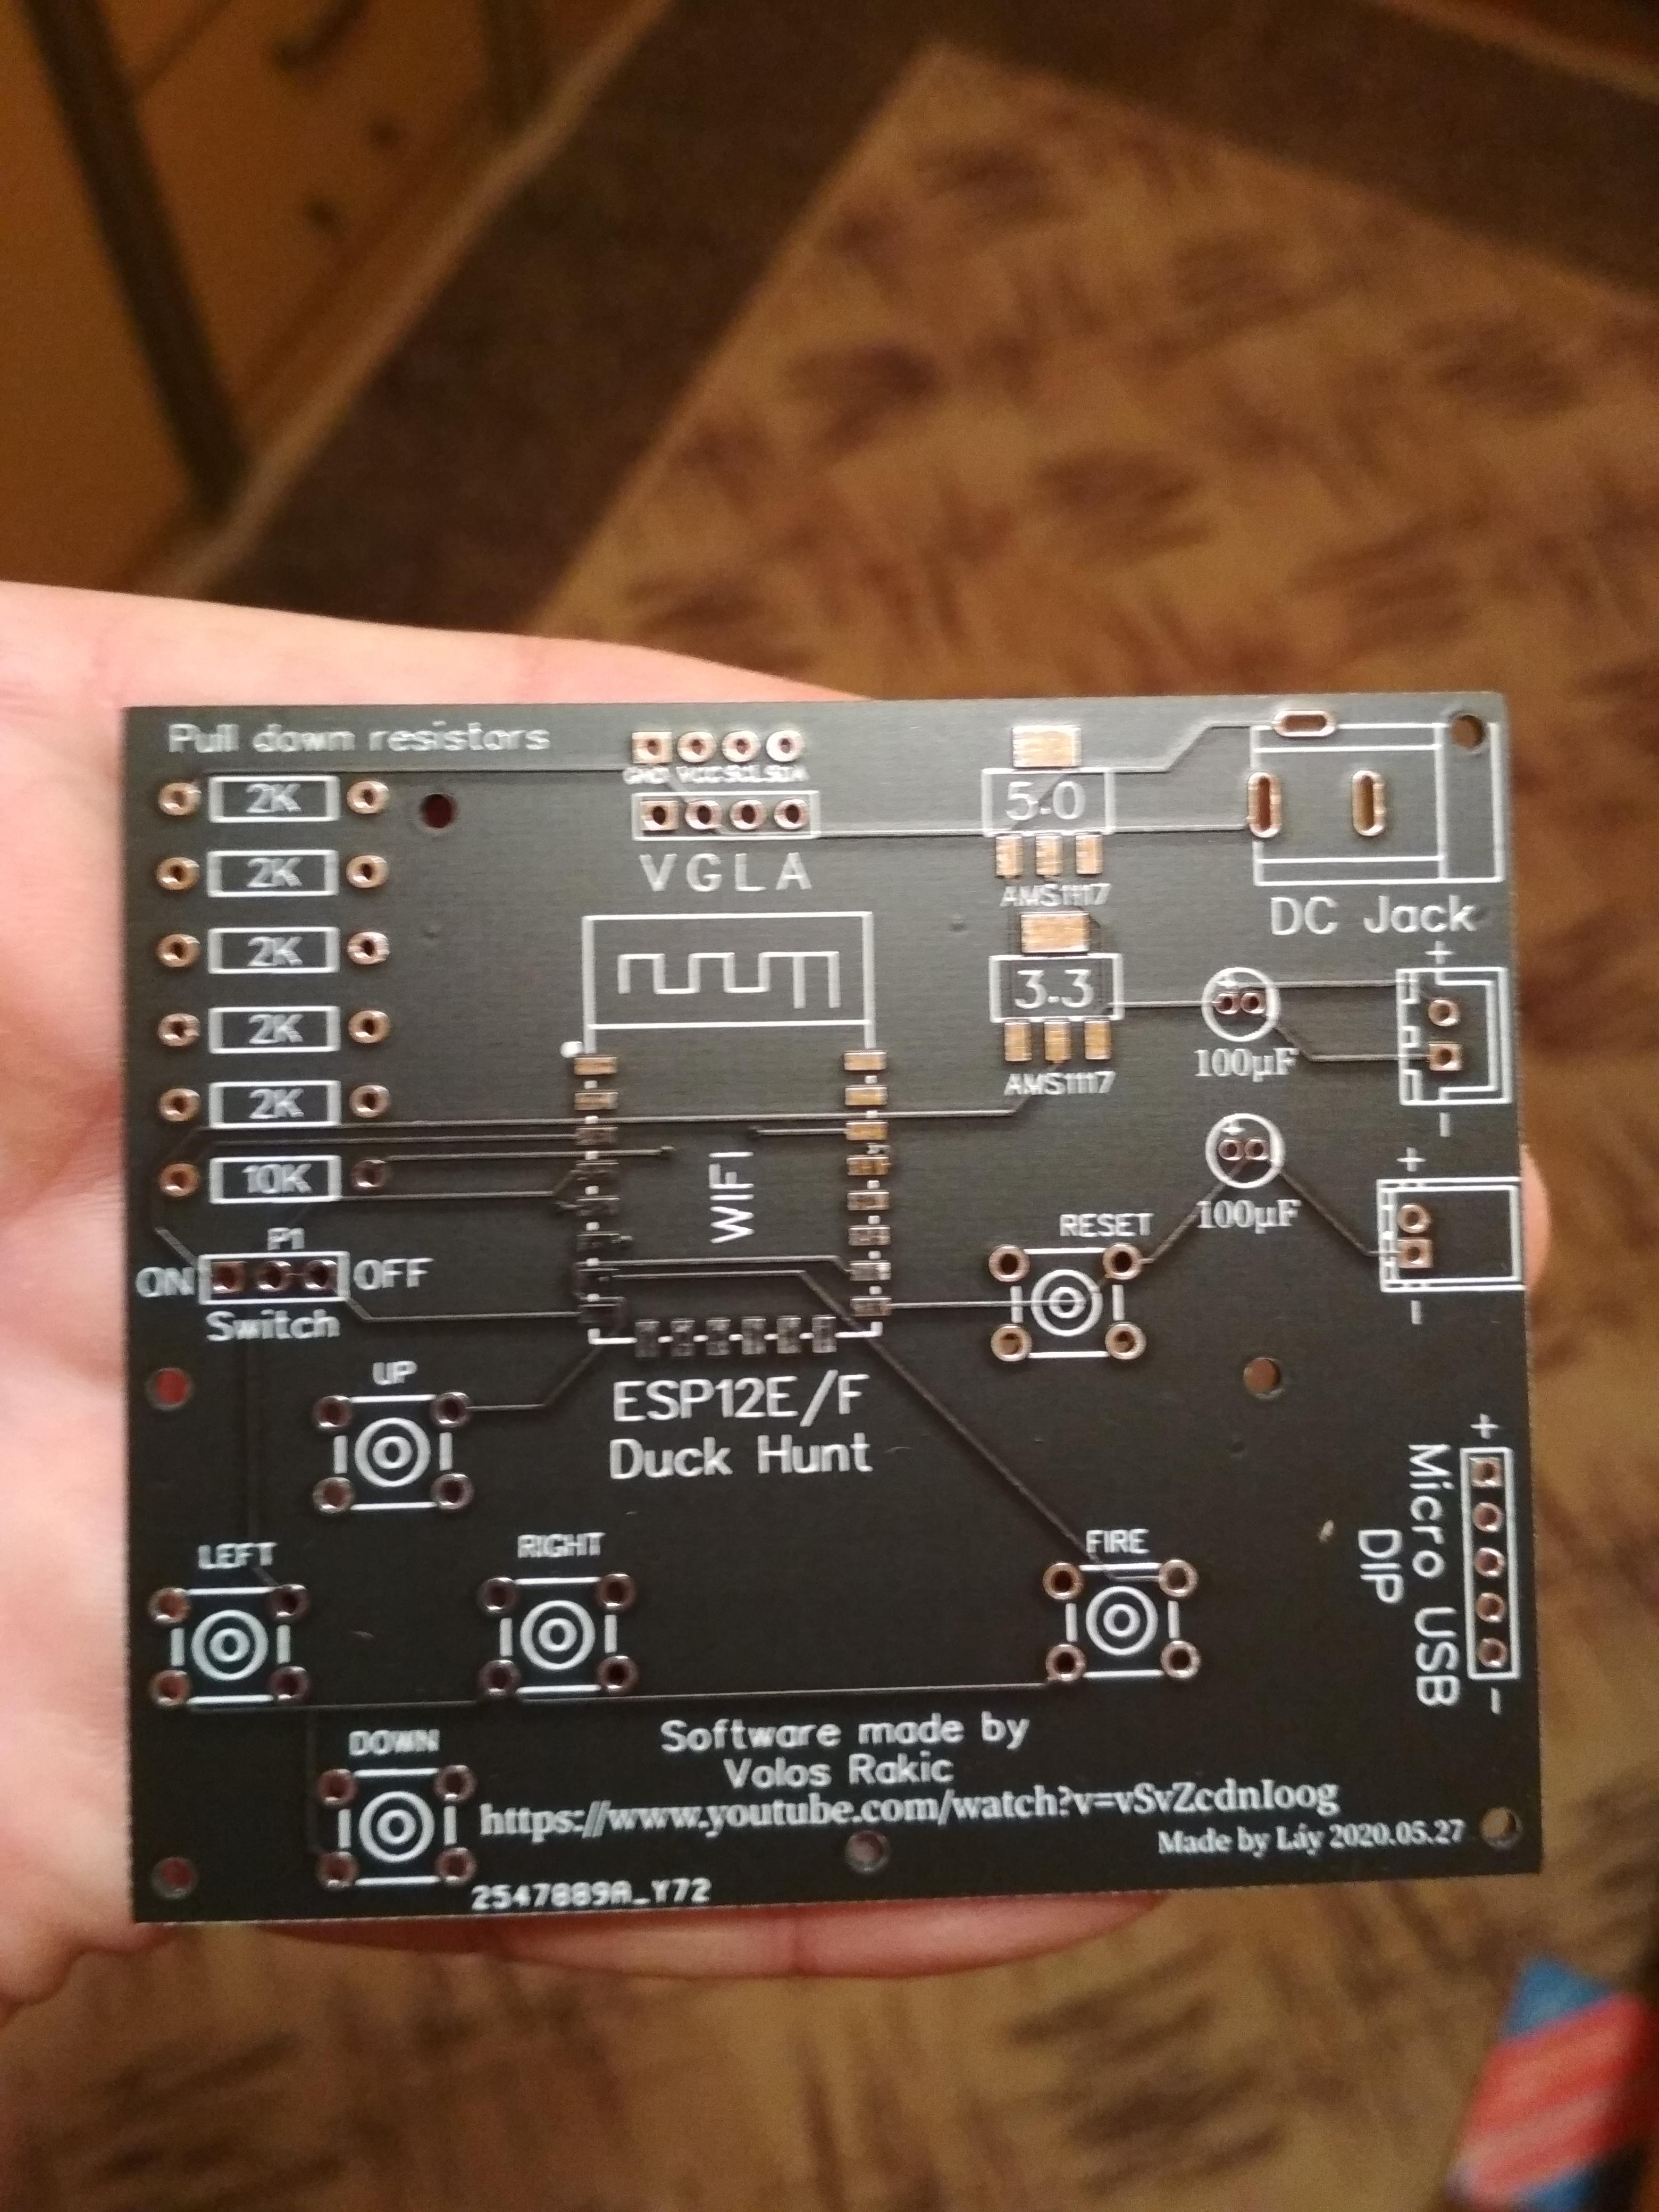 Pull down resistors
GND VCC SCL SDA
2K
5.0
VGLA
2K
AMS1117
DC Jack
2K
+
3.3
2K
100µF
AMS1117
-
2K
+
10K
WIFI
100µF
RESET
P1
ON
OFF
Switch
-
UP
ESP12E/F
Duck Hunt
+
Micro USB
DIP
-
LEFT
RIGHT
FIRE
DOWN
Software made by
Volos Rakic
https://www.youtube.com/watch?v=vSvZcdnIoog
Made by Láy 2020.05.27
2547889A_Y72